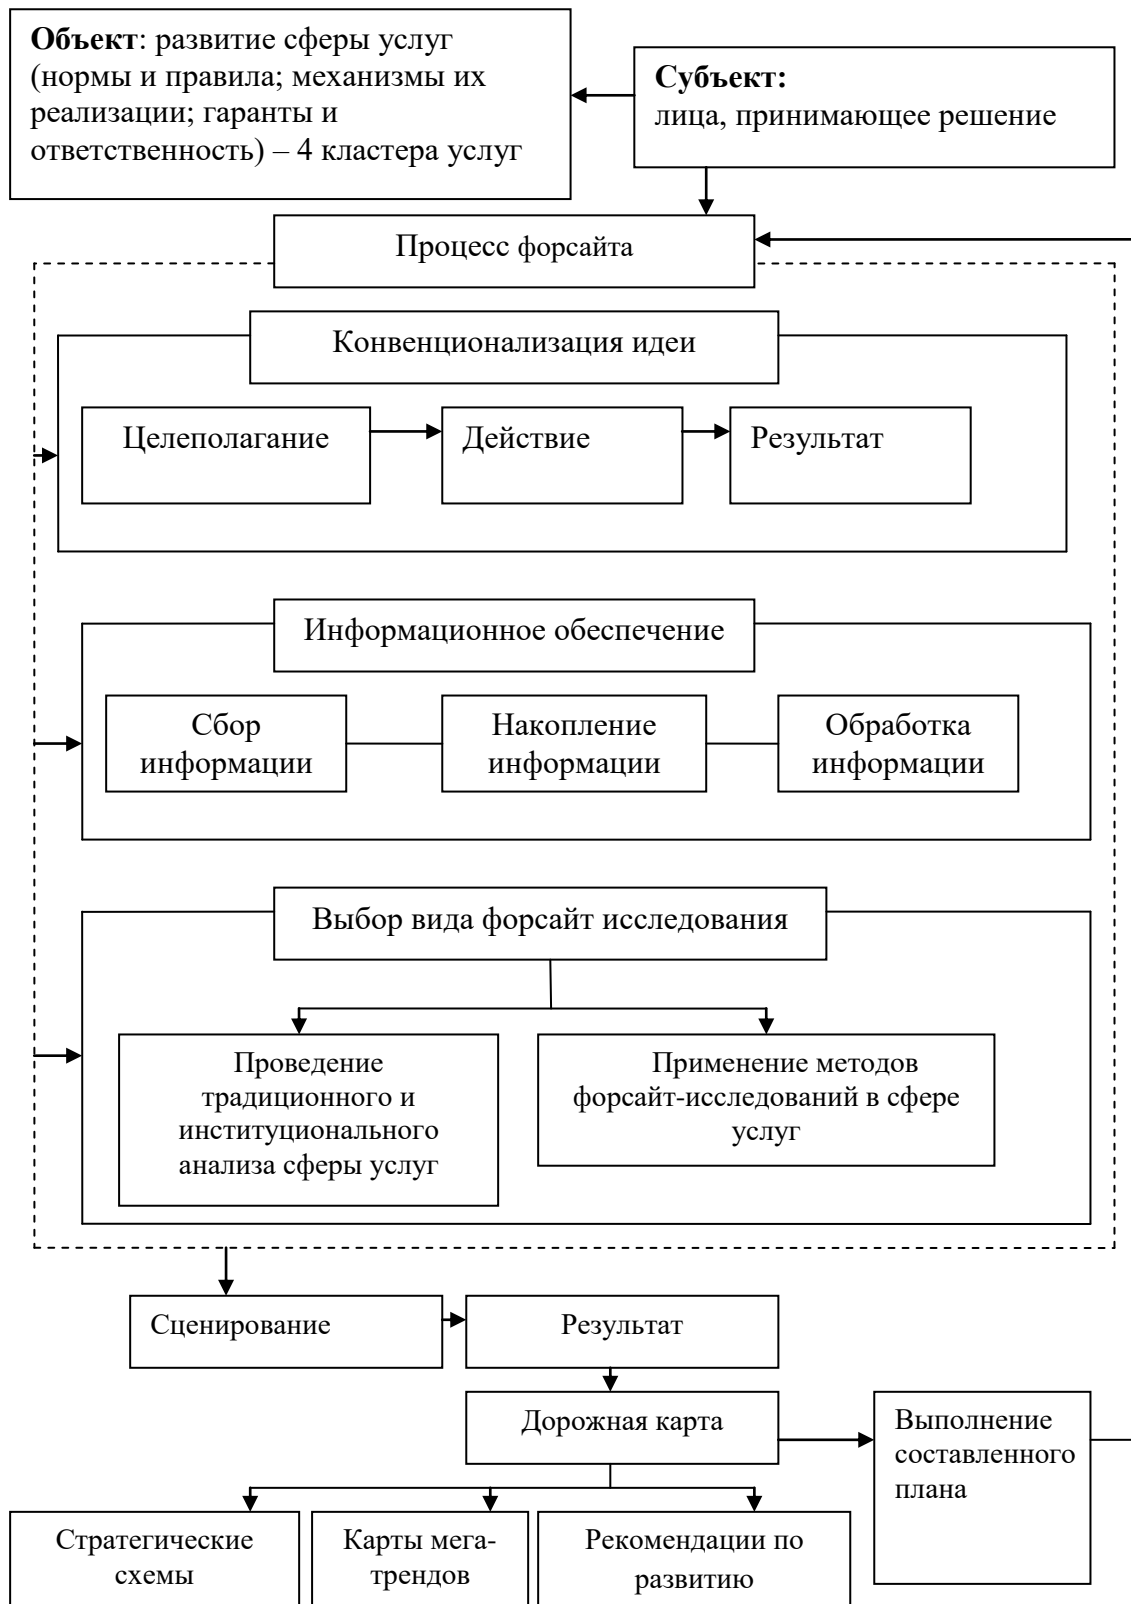 Объект: развитие сферы услуг
(нормы и правила; механизмы их
реализации; гаранты и
ответственность) – 4 кластера услуг
Субъект:
лица, принимающее решение
Процесс форсайта
Конвенционализация идеи
Целеполагание
Действие
Результат
Информационное обеспечение
Сбор
информации
Накопление
информации
Обработка
информации
Выбор вида форсайт исследования
Проведение
традиционного и
институционального
анализа сферы услуг
Применение методов
форсайт-исследований в сфере
услуг
Сценирование
Результат
Дорожная карта
Выполнение
составленного
плана
Стратегические
схемы
Карты мега-
трендов
Рекомендации по
развитию